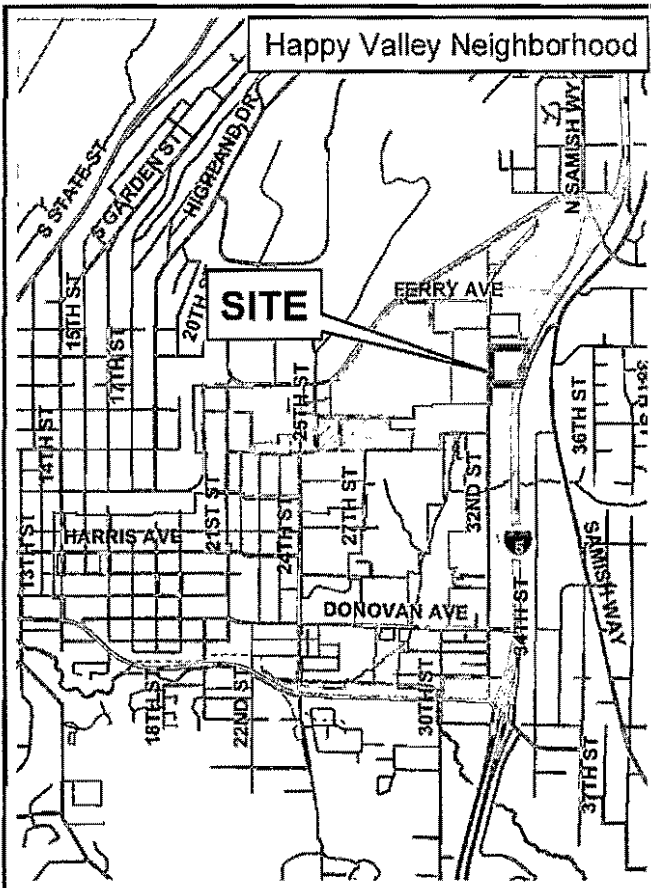 Happy Valley Neighborhood
S STATE ST
S GARDEN ST
HIGHLAND DR
N SAMISH WY
15TH ST
17TH ST
20TH S
SITE
FERRY AVE
25TH ST
36TH ST
14TH ST
13TH ST
HARRIS AVE
21ST ST
24TH ST
27TH ST
32ND ST
34TH ST
SAMISH WAY
DONOVAN AVE
18TH ST
22ND ST
30TH ST
37TH ST